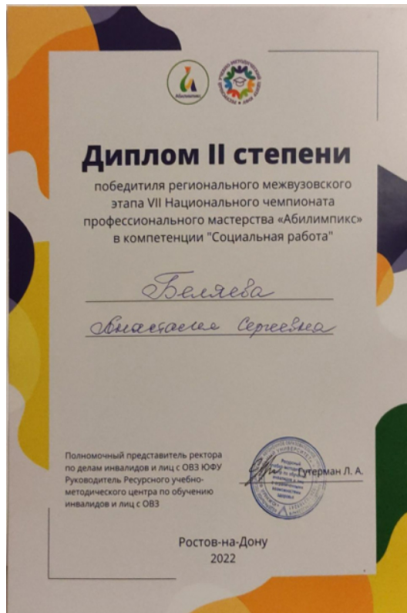 Абилимпикс
Диплом II степени
победитиля регионального межвузовского
этапа VII Национального чемпионата
профессионального мастерства «Абилимпикс»
в компетенции "Социальная работа"
Беляева
Анастасия Сергеевна
Полномочный представитель ректора
по делам инвалидов и лиц с ОВЗ ЮФУ
Руководитель Ресурсного учебно-
методического центра по обучению
инвалидов и лиц с ОВЗ
Гутерман Л. А.
Ростов-на-Дону
2022